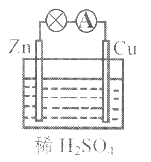 A
Zn Cu
稀 H₂SO₄